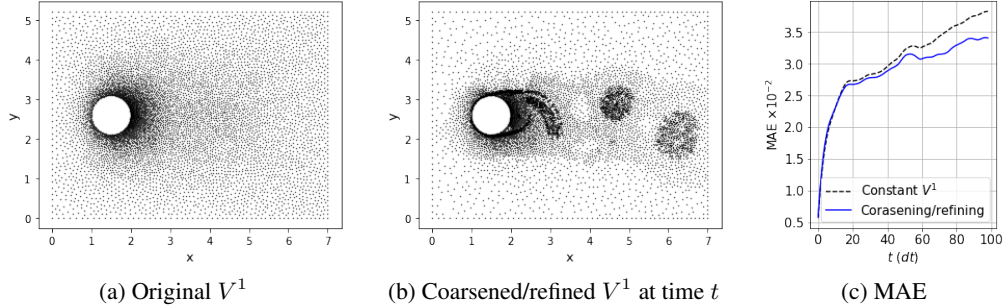 5
4
3
2
1
0
y
0 1 2 3 4 5 6 7
x
(a) Original V¹
5
4
3
2
1
0
y
0 1 2 3 4 5 6 7
x
(b) Coarsened/refined V¹ at time t
3.5
3.0
2.5
2.0
1.5
1.0
0.5
MAE ×10⁻²
Constant V¹
Corasening/refining
0 20 40 60 80 100
t (dt)
(c) MAE